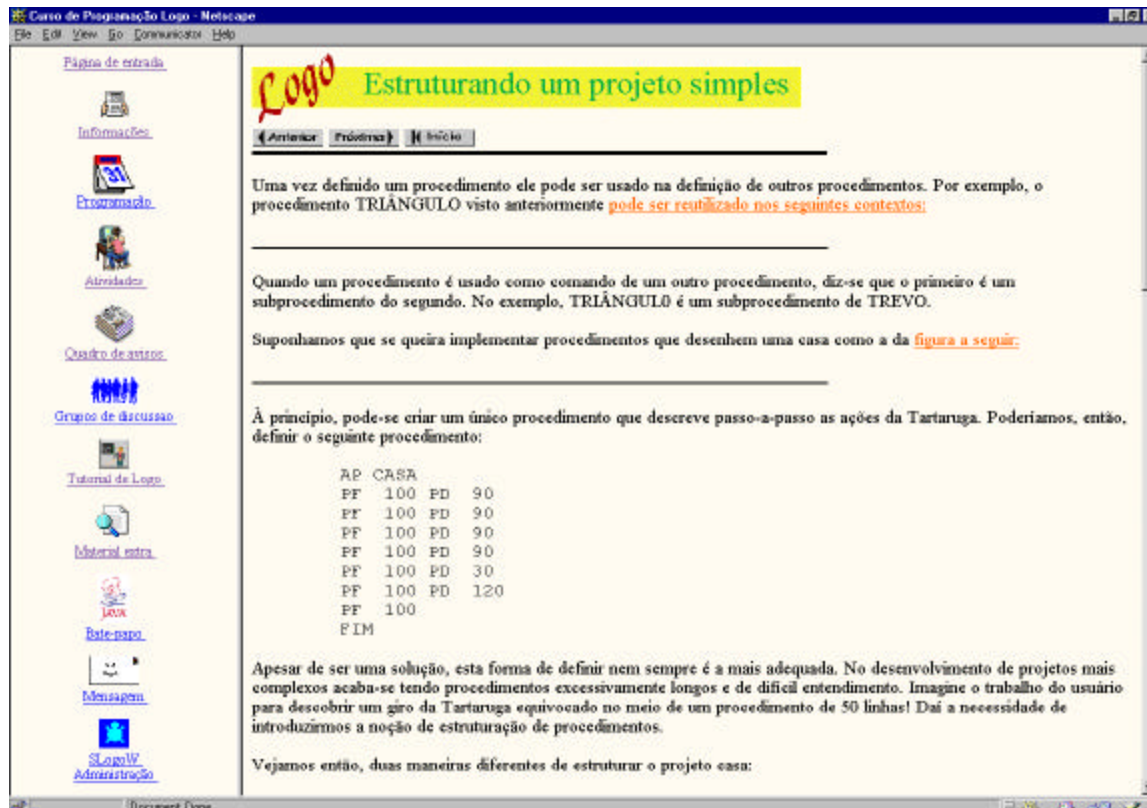 Curso de Programação Logo - Netscape
File Edit View Go Communicator Help
Página de entrada
Informações
31
Programação
Atividades
Quadro de avisos
Grupos de discussao
Tutorial de Logo
Material extra
JAVA
Bate-papo
Mensagem
SLogoW
Administração
Logo Estruturando um projeto simples
Anterior Próximo Início
Uma vez definido um procedimento ele pode ser usado na definição de outros procedimentos. Por exemplo, o
procedimento TRIÂNGULO visto anteriormente pode ser reutilizado nos seguintes contextos:
Quando um procedimento é usado como comando de um outro procedimento, diz-se que o primeiro é um
subprocedimento do segundo. No exemplo, TRIÂNGUL0 é um subprocedimento de TREVO.
Suponhamos que se queira implementar procedimentos que desenhem uma casa como a da figura a seguir:
À princípio, pode-se criar um único procedimento que descreve passo-a-passo as ações da Tartaruga. Poderiamos, então,
definir o seguinte procedimento:
AP CASA
PF 100 PD 90
PF 100 PD 90
PF 100 PD 90
PF 100 PD 90
PF 100 PD 30
PF 100 PD 120
PF 100
FIM
Apesar de ser uma solução, esta forma de definir nem sempre é a mais adequada. No desenvolvimento de projetos mais
complexos acaba-se tendo procedimentos excessivamente longos e de difícil entendimento. Imagine o trabalho do usuário
para descobrir um giro da Tartaruga equivocado no meio de um procedimento de 50 linhas! Daí a necessidade de
introduzirmos a noção de estruturação de procedimentos.
Vejamos então, duas maneiras diferentes de estruturar o projeto casa:
Document Done